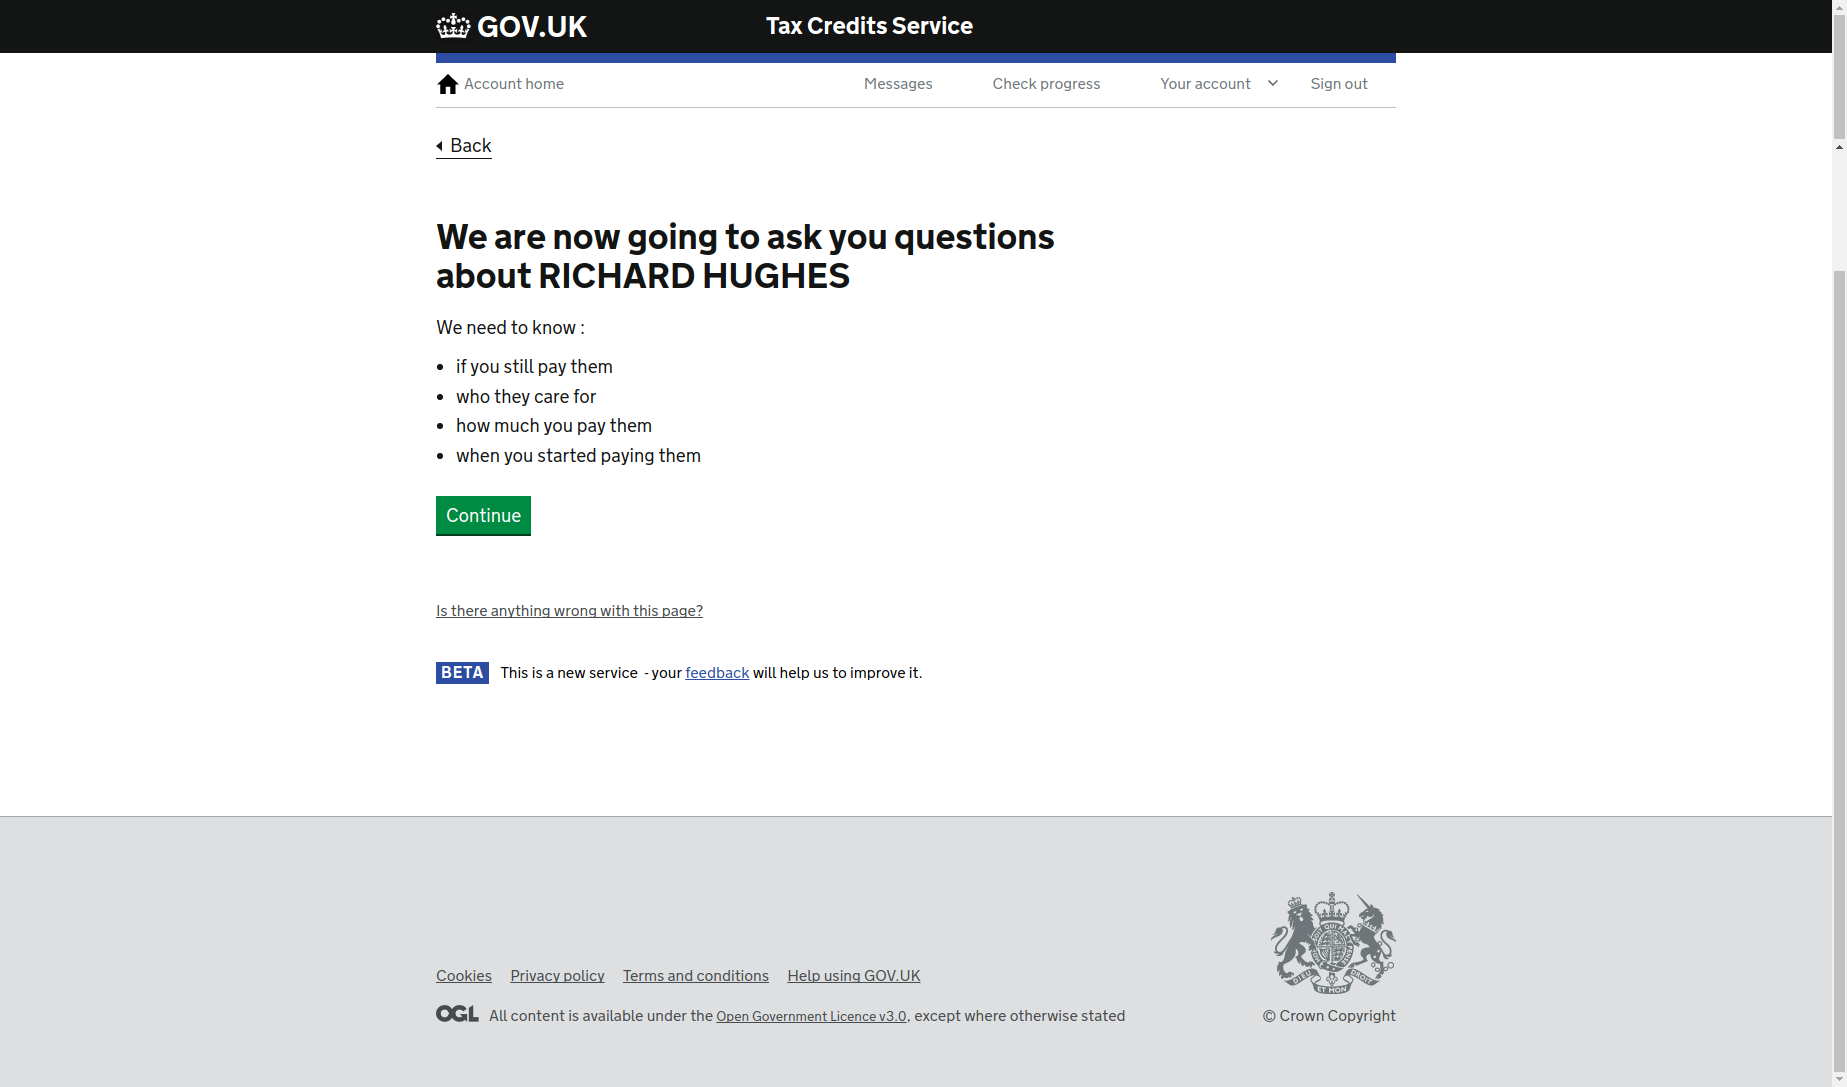 GOV.UK
Tax Credits Service
Account home
Messages
Check progress
Your account
Sign out
Back
We are now going to ask you questions
about RICHARD HUGHES
We need to know :
if you still pay them
who they care for
how much you pay them
when you started paying them
Continue
Is there anything wrong with this page?
BETA
This is a new service - your feedback will help us to improve it.
Cookies
Privacy policy
Terms and conditions
Help using GOV.UK
OGL
All content is available under the Open Government Licence v3.0, except where otherwise stated
DIEU
ET MON
DROIT
© Crown Copyright